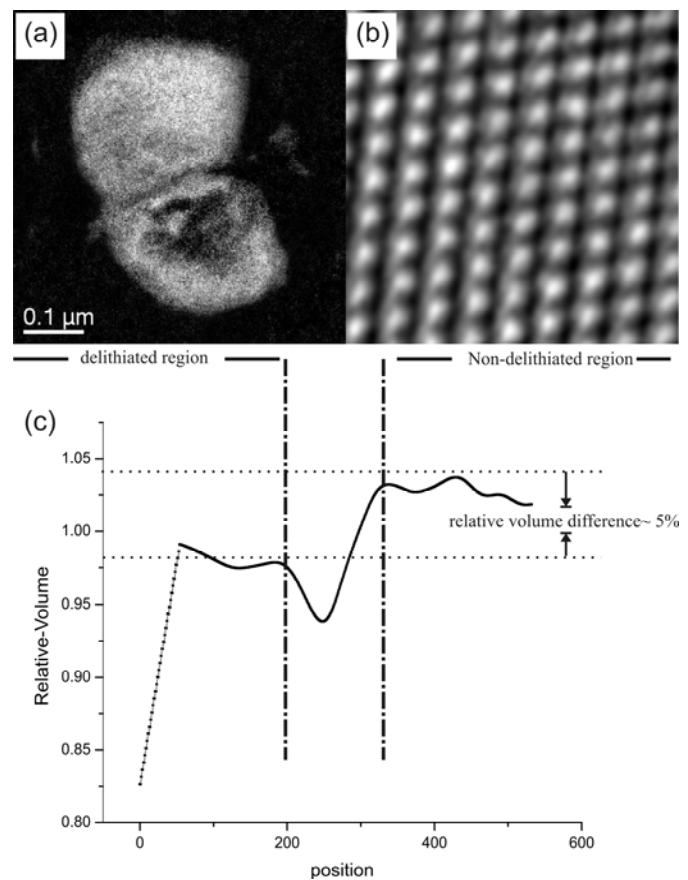 (a)
(b)
0.1 µm
delithiated region
Non-delithiated region
(c)
1.05
relative volume difference~ 5%
1.00
0.95
0.90
0.85
0.80
Relative-Volume
0 200 400 600
position